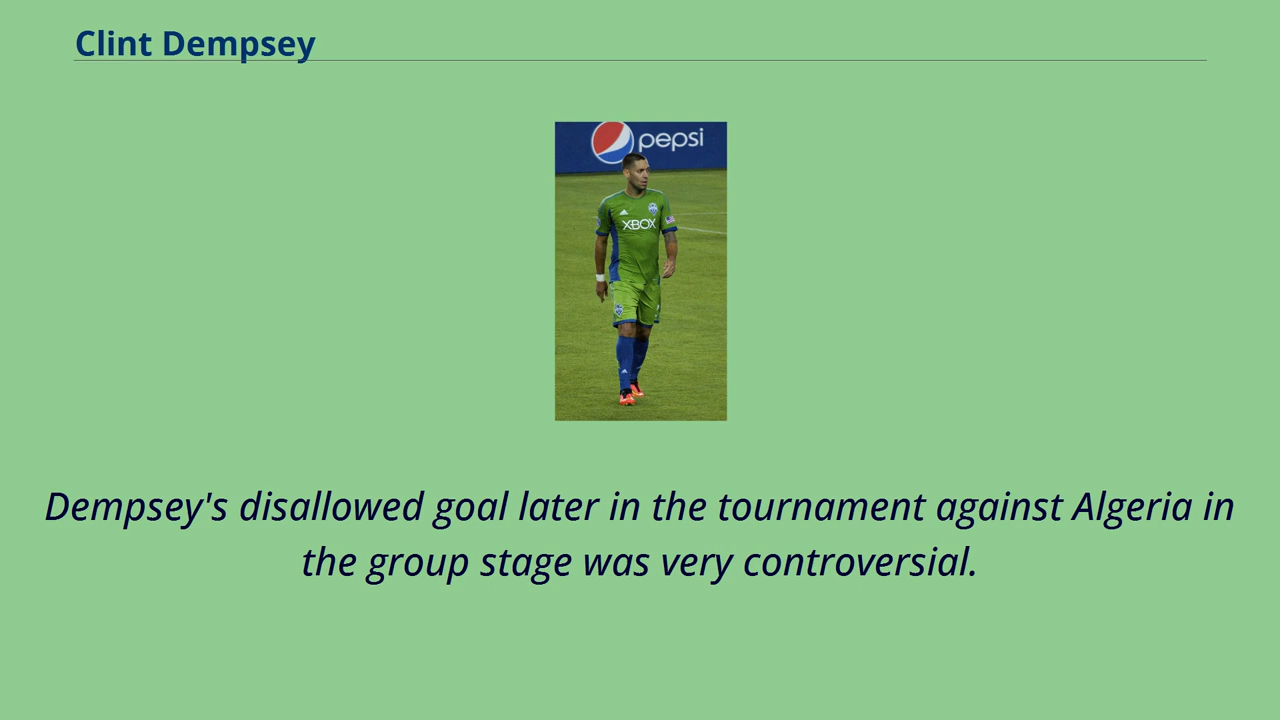 Clint Dempsey
pepsi
XBOX
Dempsey's disallowed goal later in the tournament against Algeria in
the group stage was very controversial.